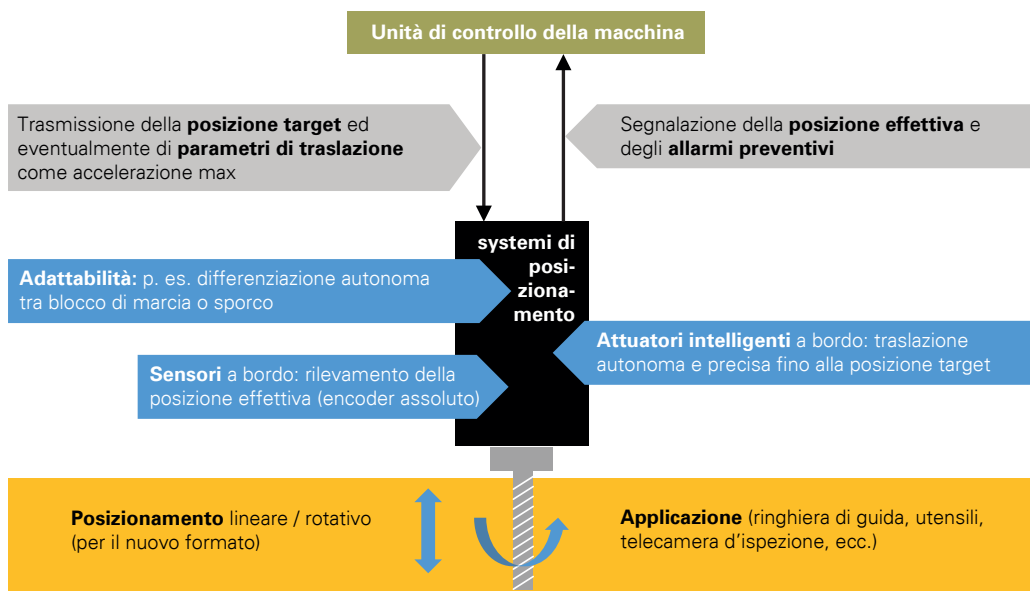 Unità di controllo della macchina
Trasmissione della posizione target ed
eventualmente di parametri di traslazione
come accelerazione max
Segnalazione della posizione effettiva e
degli allarmi preventivi
systemi di
posi-
ziona-
mento
Adattabilità: p. es. differenziazione autonoma
tra blocco di marcia o sporco
Attuatori intelligenti a bordo: traslazione
autonoma e precisa fino alla posizione target
Sensori a bordo: rilevamento della
posizione effettiva (encoder assoluto)
Posizionamento lineare / rotativo
(per il nuovo formato)
Applicazione (ringhiera di guida, utensili,
telecamera d'ispezione, ecc.)